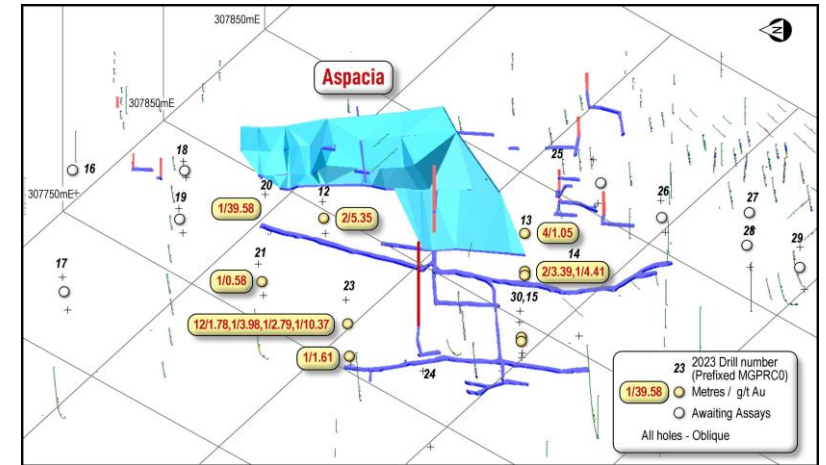 307850mE
Aspacia
307850mE
18
16
25
20
12
307750mE
19
26
27
13
1/39.58
2/5.35
4/1.05
28
14
29
21
17
2/3.39,1/4.41
1/0.58
23
30,15
12/1.78,1/3.98,1/2.79,1/10.37
1/1.61
24
23 2023 Drill number
(Prefixed MGPRC0)
1/39.58 Metres / g/t Au
Awaiting Assays
All holes - Oblique